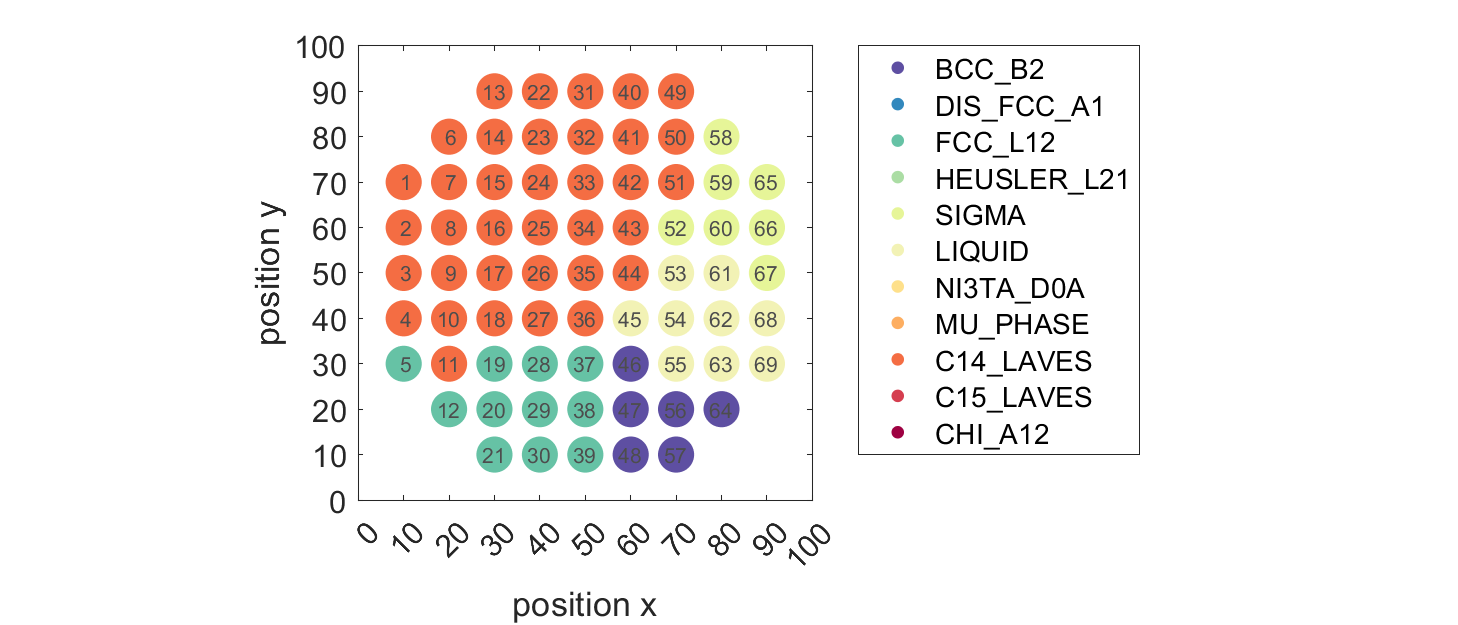 100
90 13 22 31 40 49
80 6 14 23 32 41 50 58
70 1 7 15 24 33 42 51 59 65
60 2 8 16 25 34 43 52 60 66
50 3 9 17 26 35 44 53 61 67
40 4 10 18 27 36 45 54 62 68
30 5 11 19 28 37 46 55 63 69
20 12 20 29 38 47 56 64
10 21 30 39 48 57
0
position y
0 10 20 30 40 50 60 70 80 90 100
position x
BCC_B2
DIS_FCC_A1
FCC_L12
HEUSLER_L21
SIGMA
LIQUID
NI3TA_D0A
MU_PHASE
C14_LAVES
C15_LAVES
CHI_A12